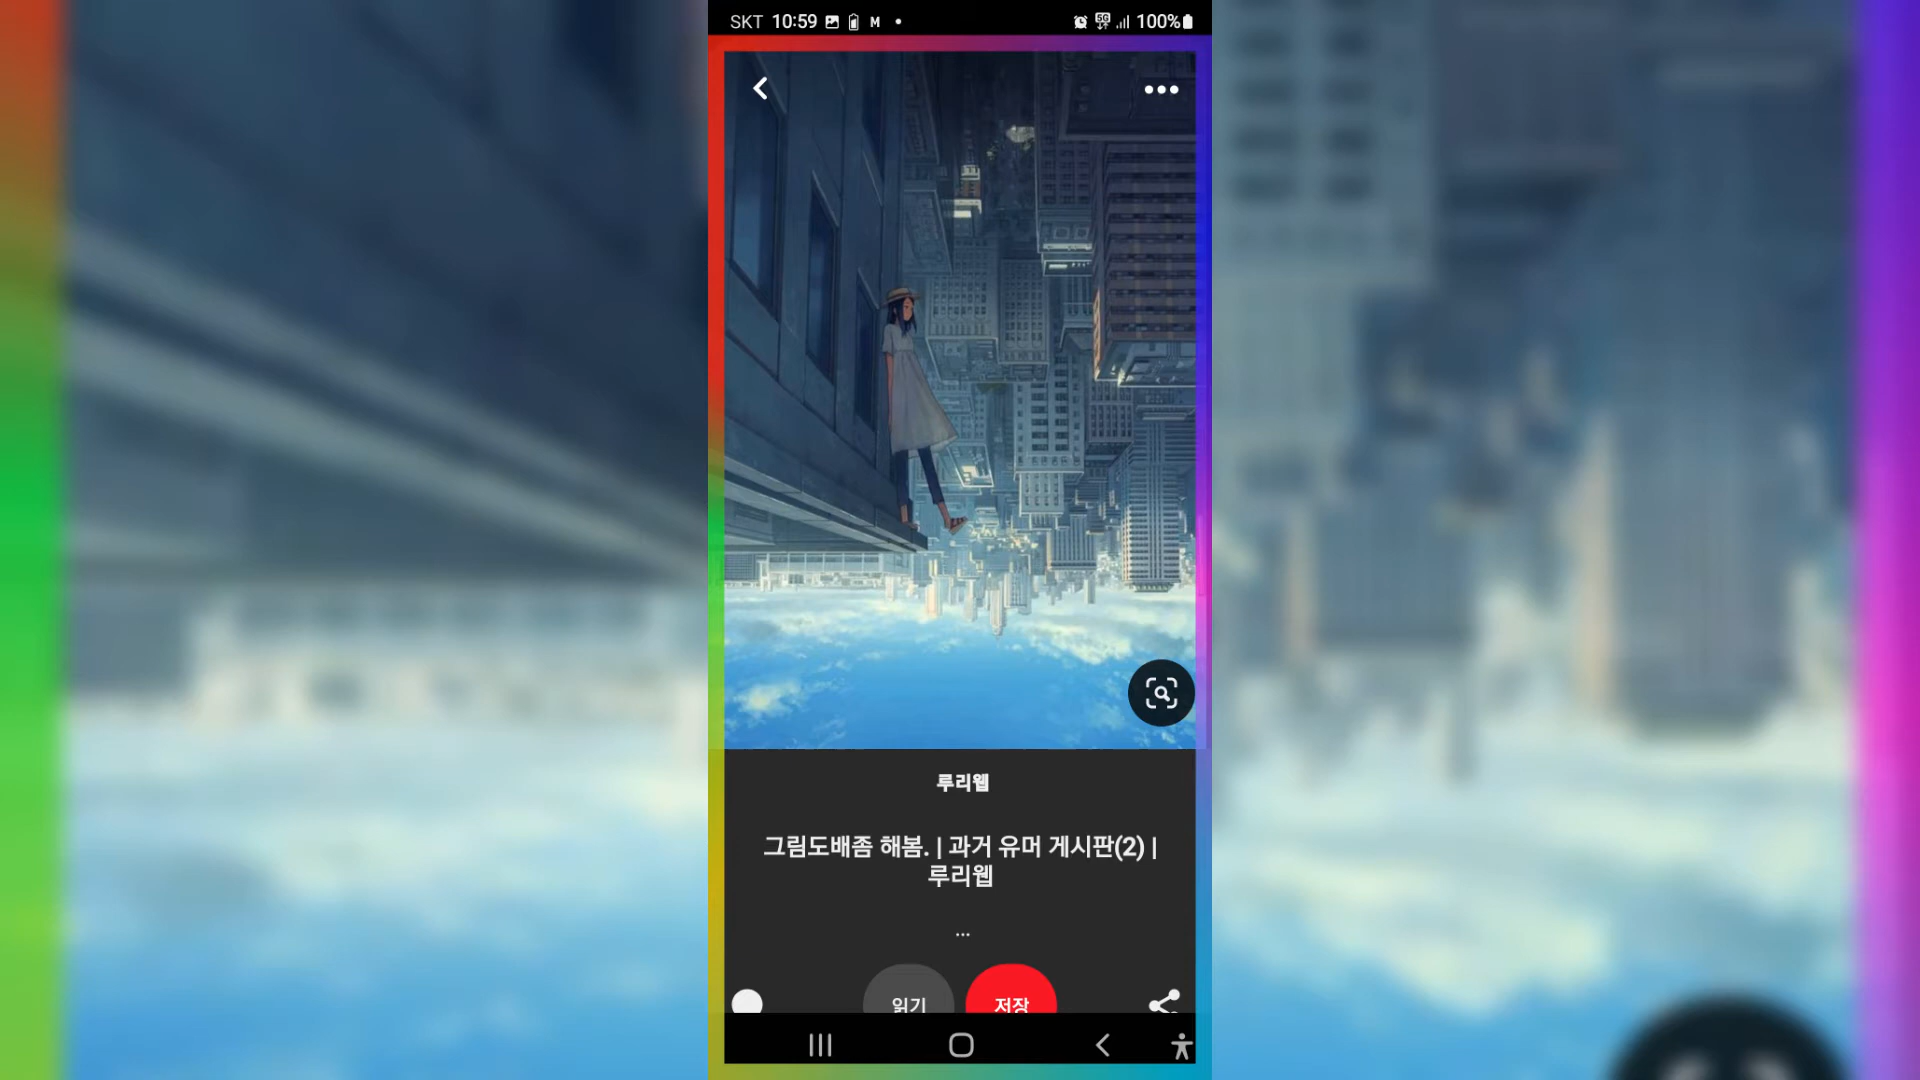 SKT 10:59 M 5G 100%
루리웹
그림도배좀 해봄. | 과거 유머 게시판(2) |
루리웹
...
읽기 저장